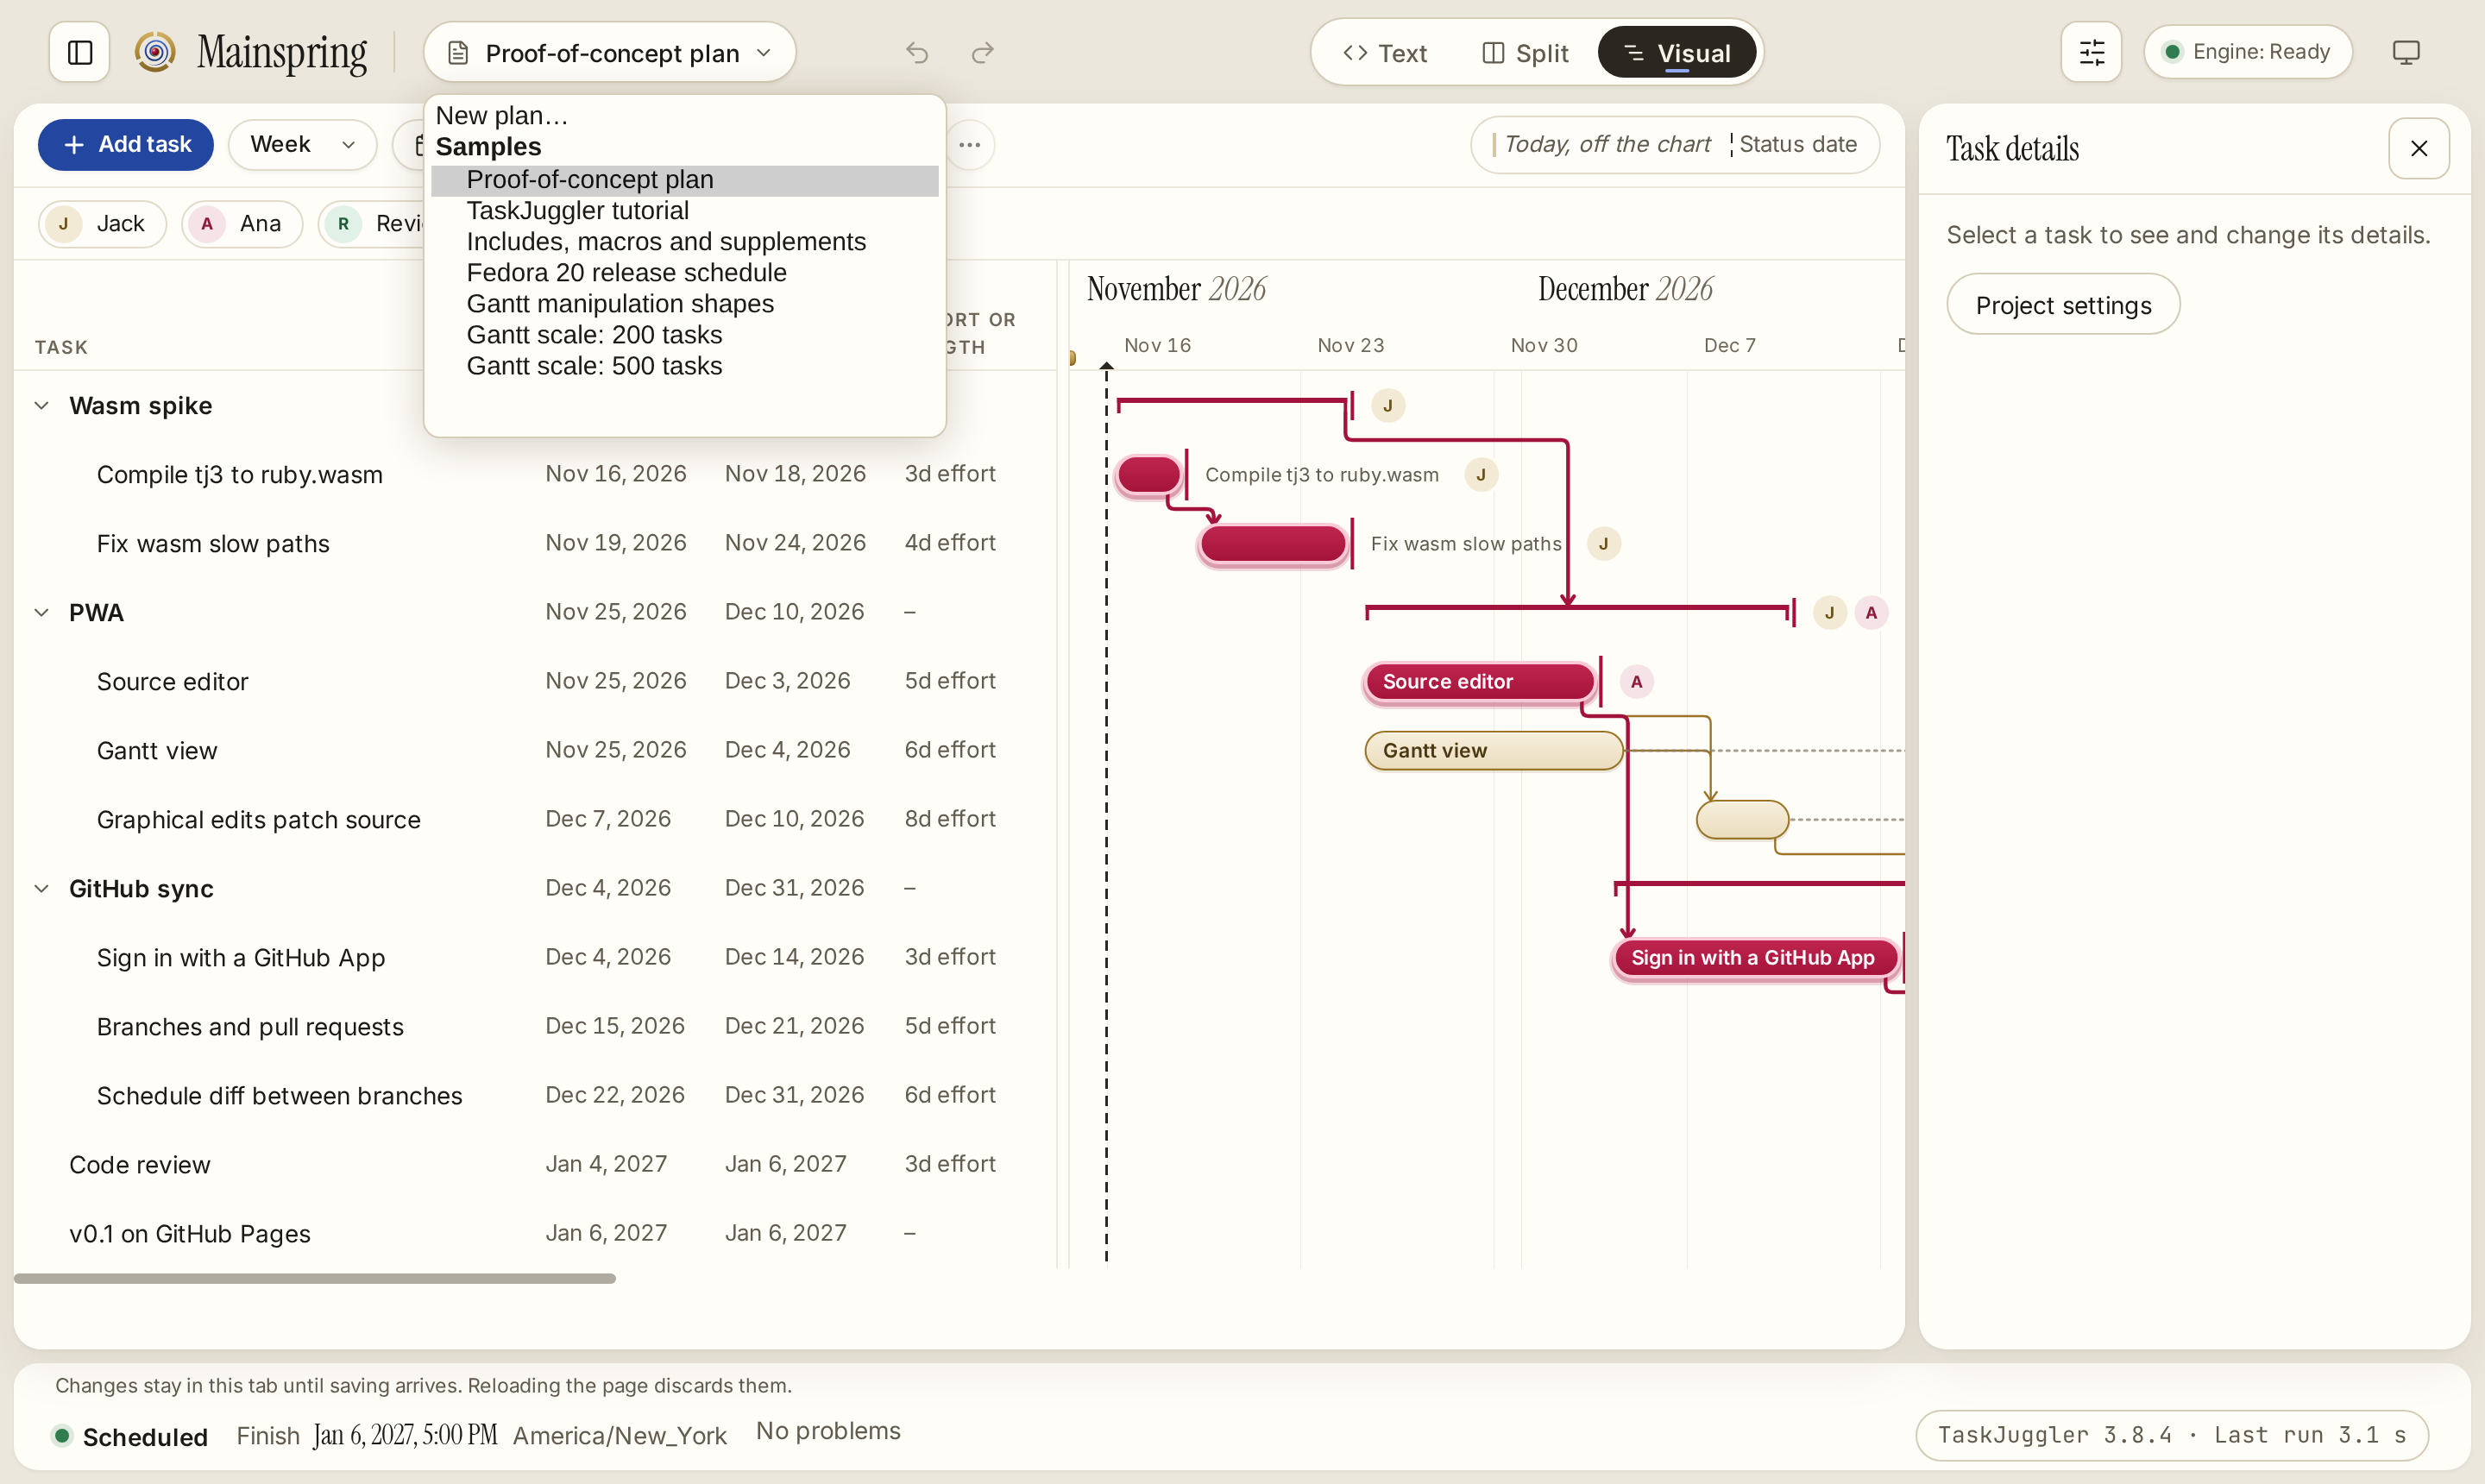 Mainspring
Proof-of-concept plan
Text
Split
Visual
Engine: Ready
New plan…
Samples
Proof-of-concept plan
TaskJuggler tutorial
Includes, macros and supplements
Fedora 20 release schedule
Gantt manipulation shapes
Gantt scale: 200 tasks
Gantt scale: 500 tasks
Add task
Week
Today, off the chart
Status date
J Jack
A Ana
R Revi
TASK
ORT OR
GTH
November 2026
December 2026
Nov 16
Nov 23
Nov 30
Dec 7
Wasm spike
J
Compile tj3 to ruby.wasm Nov 16, 2026 Nov 18, 2026 3d effort
Compile tj3 to ruby.wasm J
Fix wasm slow paths Nov 19, 2026 Nov 24, 2026 4d effort
Fix wasm slow paths J
PWA Nov 25, 2026 Dec 10, 2026 –
J A
Source editor Nov 25, 2026 Dec 3, 2026 5d effort
Source editor A
Gantt view Nov 25, 2026 Dec 4, 2026 6d effort
Gantt view
Graphical edits patch source Dec 7, 2026 Dec 10, 2026 8d effort
GitHub sync Dec 4, 2026 Dec 31, 2026 –
Sign in with a GitHub App Dec 4, 2026 Dec 14, 2026 3d effort
Sign in with a GitHub App
Branches and pull requests Dec 15, 2026 Dec 21, 2026 5d effort
Schedule diff between branches Dec 22, 2026 Dec 31, 2026 6d effort
Code review Jan 4, 2027 Jan 6, 2027 3d effort
v0.1 on GitHub Pages Jan 6, 2027 Jan 6, 2027 –
Task details
Select a task to see and change its details.
Project settings
Changes stay in this tab until saving arrives. Reloading the page discards them.
Scheduled Finish Jan 6, 2027, 5:00 PM America/New_York No problems
TaskJuggler 3.8.4 · Last run 3.1 s